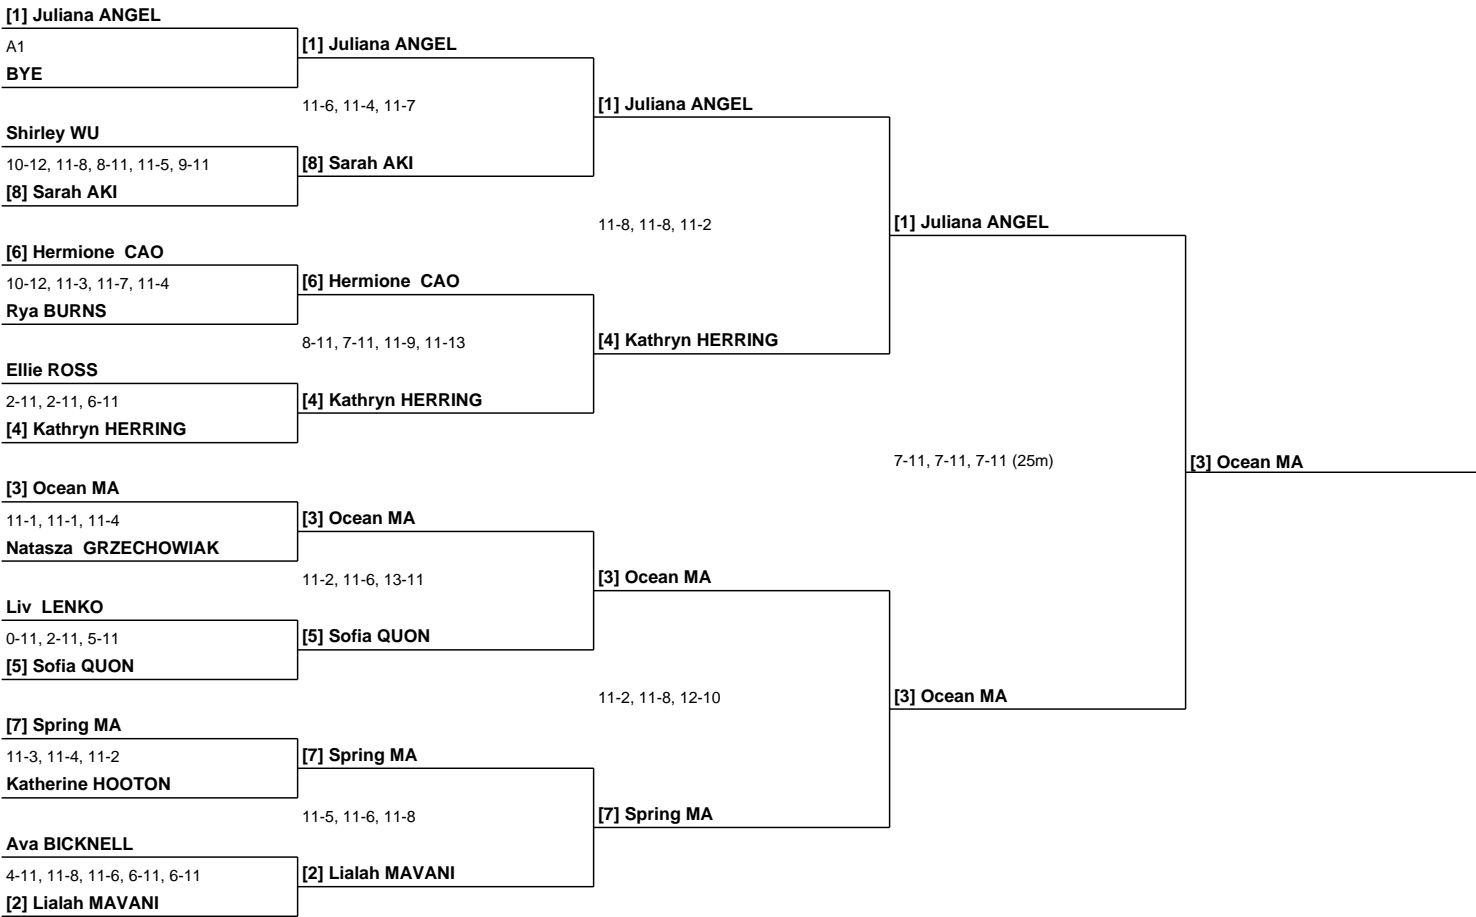 [1] Juliana ANGEL
A1
BYE
Shirley WU
10-12, 11-8, 8-11, 11-5, 9-11
[8] Sarah AKI
[6] Hermione  CAO
10-12, 11-3, 11-7, 11-4
Rya BURNS
Ellie ROSS
2-11, 2-11, 6-11
[4] Kathryn HERRING
[3] Ocean MA
11-1, 11-1, 11-4
Natasza  GRZECHOWIAK
Liv  LENKO
0-11, 2-11, 5-11
[5] Sofia QUON
[7] Spring MA
11-3, 11-4, 11-2
Katherine HOOTON
Ava BICKNELL
4-11, 11-8, 11-6, 6-11, 6-11
[2] Lialah MAVANI
[1] Juliana ANGEL
11-6, 11-4, 11-7
[8] Sarah AKI
[6] Hermione  CAO
8-11, 7-11, 11-9, 11-13
[4] Kathryn HERRING
[3] Ocean MA
11-2, 11-6, 13-11
[5] Sofia QUON
[7] Spring MA
11-5, 11-6, 11-8
[2] Lialah MAVANI
[1] Juliana ANGEL
11-8, 11-8, 11-2
[4] Kathryn HERRING
[3] Ocean MA
11-2, 11-8, 12-10
[7] Spring MA
[1] Juliana ANGEL
7-11, 7-11, 7-11 (25m)
[3] Ocean MA
[3] Ocean MA